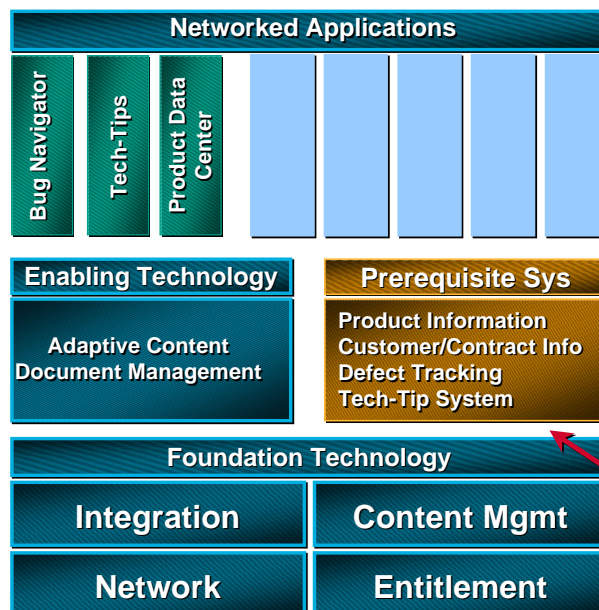 Networked Applications
Bug Navigator
Tech-Tips
Product Data
Center
Enabling Technology
Adaptive Content
Document Management
Prerequisite Sys
Product Information
Customer/Contract Info
Defect Tracking
Tech-Tip System
Foundation Technology
Integration
Content Mgmt
Network
Entitlement